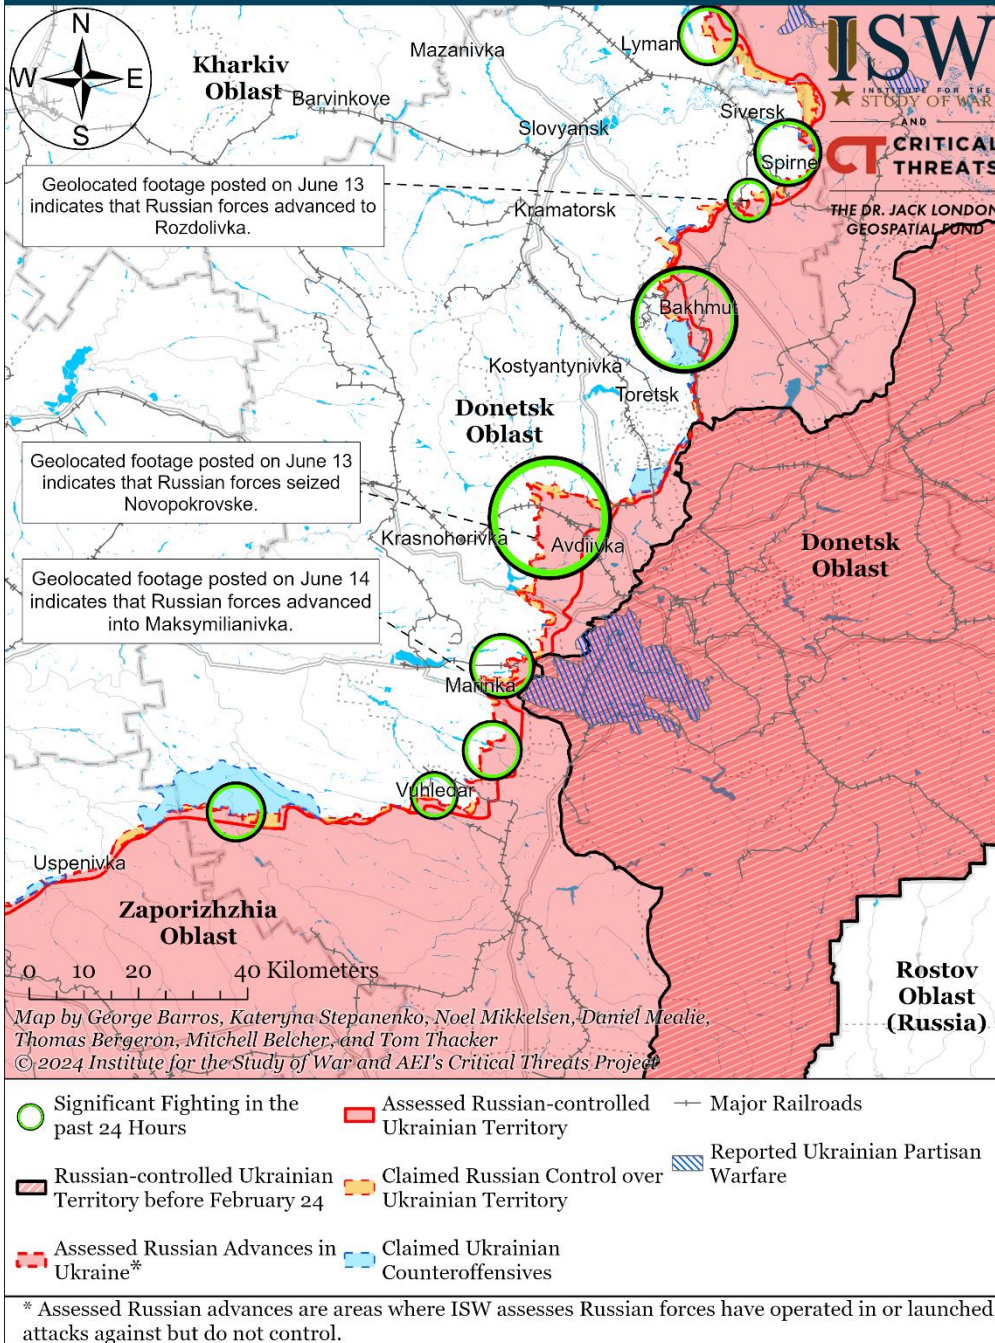 N
W E
S
Kharkiv
Oblast
Mazanivka
Barvinkove
Lyman
Slovyansk
Siversk
Spirne
Kramatorsk
ISW
INSTITUTE FOR THE
STUDY OF WAR
AND
CT CRITICAL
THREATS
THE DR. JACK LONDON
GEOSPATIAL FUND
Geolocated footage posted on June 13
indicates that Russian forces advanced to
Rozdolivka.
Bakhmut
Kostyantynivka
Toretsk
Donetsk
Oblast
Geolocated footage posted on June 13
indicates that Russian forces seized
Novopokrovske.
Krasnohorivka
Avdiivka
Donetsk
Oblast
Geolocated footage posted on June 14
indicates that Russian forces advanced
into Maksymilianivka.
Marinka
Vuhledar
Uspenivka
Zaporizhzhia
Oblast
Rostov
Oblast
(Russia)
0 10 20 40 Kilometers
Map by George Barros, Kateryna Stepanenko, Noel Mikkelsen, Daniel Mealie,
Thomas Bergeron, Mitchell Belcher, and Tom Thacker
© 2024 Institute for the Study of War and AEI's Critical Threats Project
Significant Fighting in the
past 24 Hours
Russian-controlled Ukrainian
Territory before February 24
Assessed Russian Advances in
Ukraine*
Assessed Russian-controlled
Ukrainian Territory
Claimed Russian Control over
Ukrainian Territory
Claimed Ukrainian
Counteroffensives
Major Railroads
Reported Ukrainian Partisan
Warfare
* Assessed Russian advances are areas where ISW assesses Russian forces have operated in or launched
attacks against but do not control.